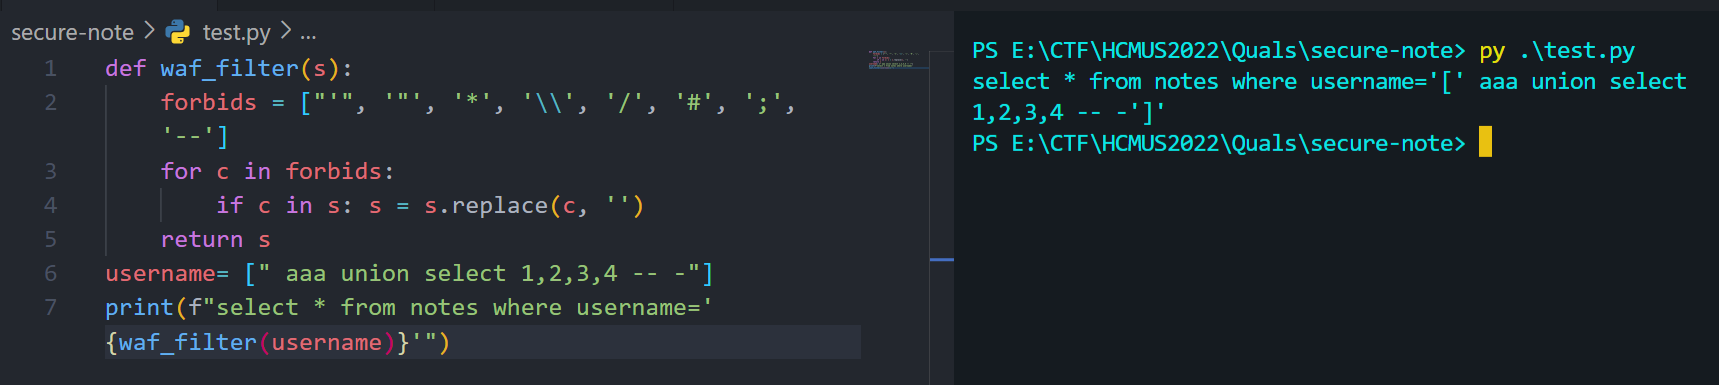 secure-note > test.py > ...
1 def waf_filter(s):
2 forbids = ["'", '"', '*', '\\', '/', '#', ';',
'--']
3 for c in forbids:
4 if c in s: s = s.replace(c, '')
5 return s
6 username= [" aaa union select 1,2,3,4 -- -"]
7 print(f"select * from notes where username='
{waf_filter(username)}'")
PS E:\CTF\HCMUS2022\Quals\secure-note> py .\test.py
select * from notes where username='[' aaa union select
1,2,3,4 -- -']'
PS E:\CTF\HCMUS2022\Quals\secure-note>